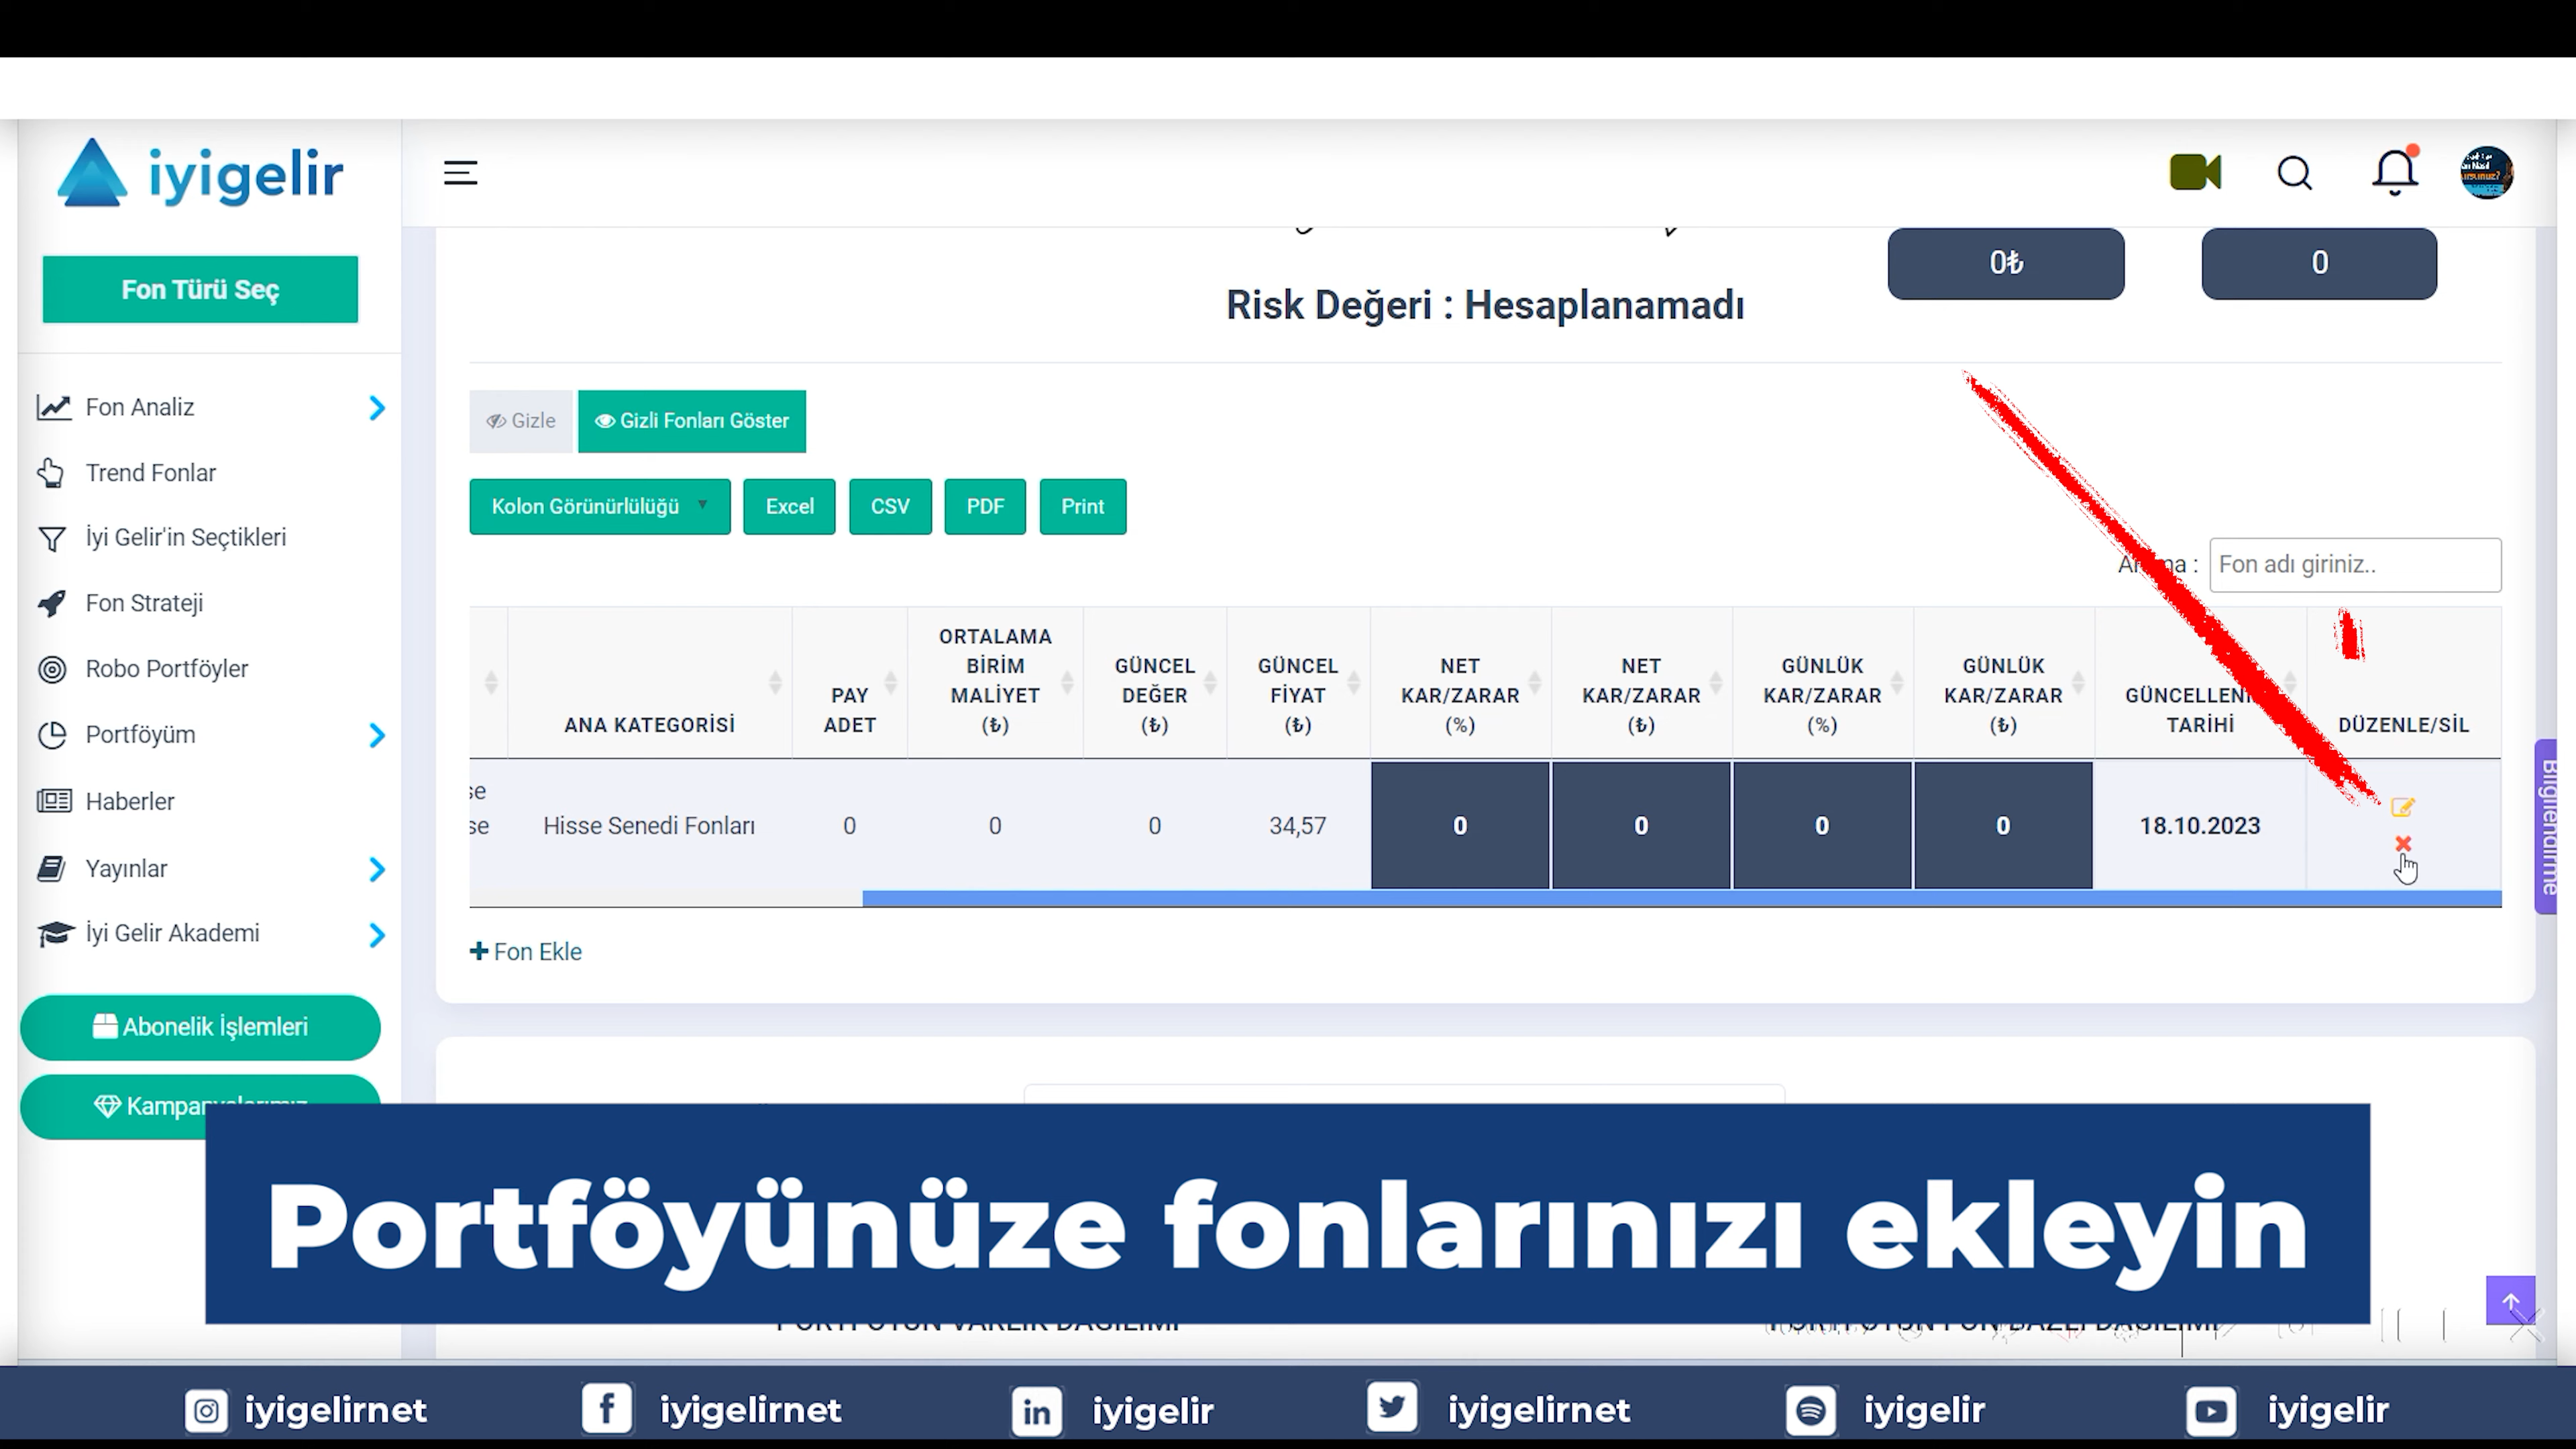 iyigelir
Fon Türü Seç
Fon Analiz
Trend Fonlar
İyi Gelir'in Seçtikleri
Fon Strateji
Robo Portföyler
Portföyüm
Haberler
Yayınlar
İyi Gelir Akademi
Abonelik İşlemleri
0₺
0
Risk Değeri : Hesaplanamadı
Gizle
Gizli Fonları Göster
Kolon Görünürlülüğü
Excel
CSV
PDF
Print
Fon adı giriniz..
ANA KATEGORİSİ
PAY
ADET
ORTALAMA
BİRİM
MALİYET
(₺)
GÜNCEL
DEĞER
(₺)
GÜNCEL
FİYAT
(₺)
NET
KAR/ZARAR
(%)
NET
KAR/ZARAR
(₺)
GÜNLÜK
KAR/ZARAR
(%)
GÜNLÜK
KAR/ZARAR
(₺)
TARİHİ
DÜZENLE/SİL
se
se
Hisse Senedi Fonları
0
0
0
34,57
0
0
0
0
18.10.2023
Fon Ekle
Bilgilendirme
Portföyünüze fonlarınızı ekleyin
iyigelirnet
iyigelirnet
iyigelir
iyigelirnet
iyigelir
iyigelir